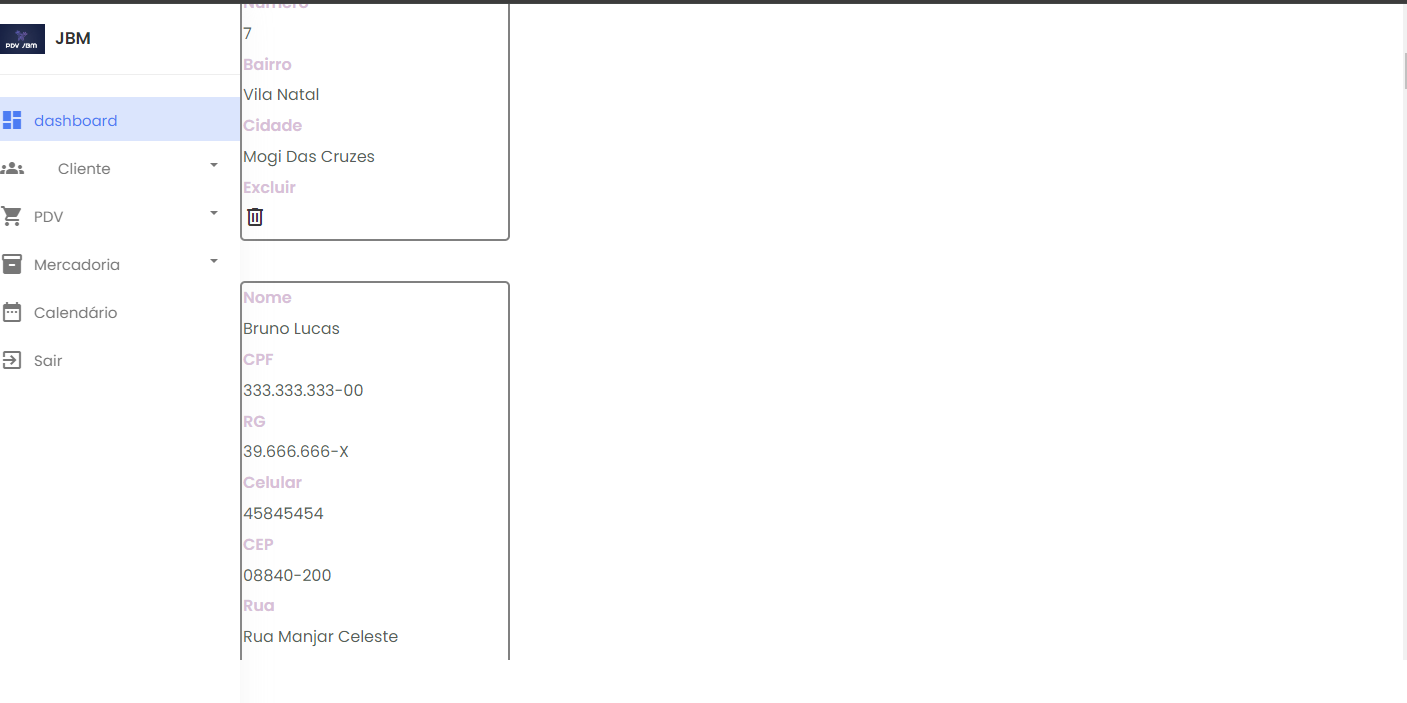 PDV JBM
JBM
dashboard
Cliente
PDV
Mercadoria
Calendário
Sair
Número
7
Bairro
Vila Natal
Cidade
Mogi Das Cruzes
Excluir
Nome
Bruno Lucas
CPF
333.333.333-00
RG
39.666.666-X
Celular
45845454
CEP
08840-200
Rua
Rua Manjar Celeste